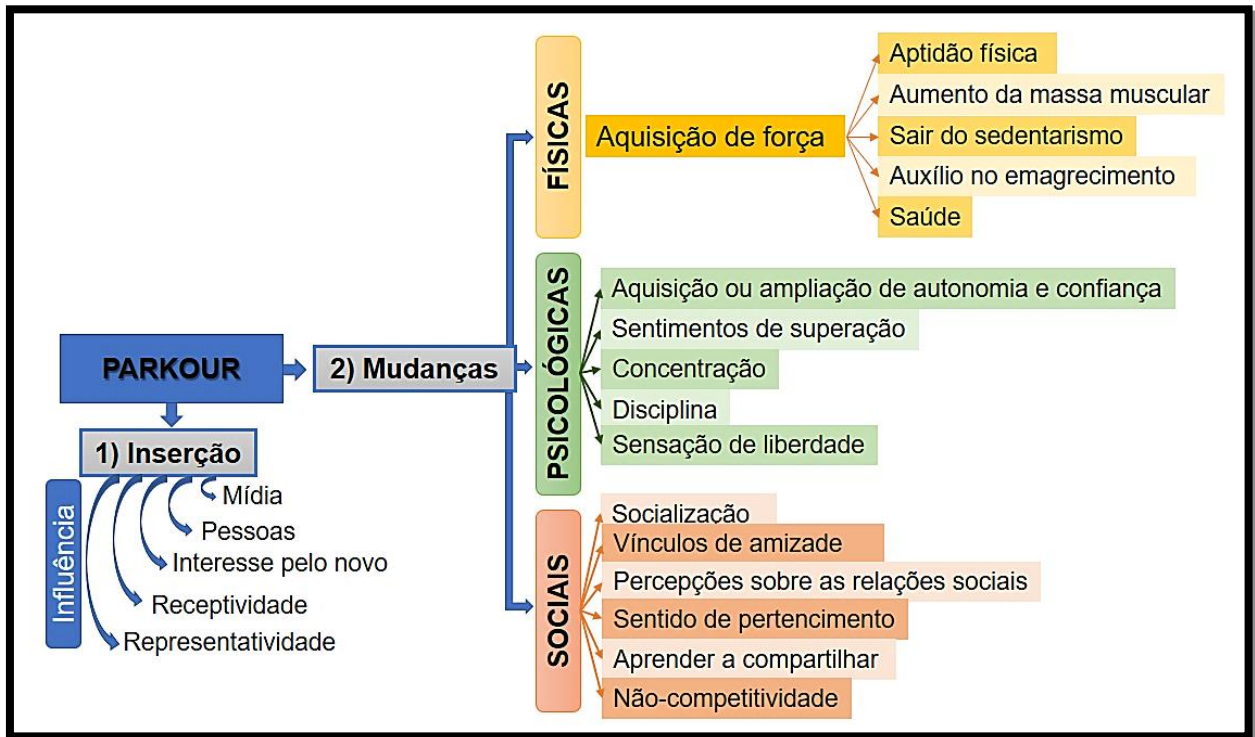 PARKOUR
1) Inserção
Influência
Mídia
Pessoas
Interesse pelo novo
Receptividade
Representatividade
2) Mudanças
FÍSICAS
Aquisição de força
Aptidão física
Aumento da massa muscular
Sair do sedentarismo
Auxílio no emagrecimento
Saúde
PSICOLÓGICAS
Aquisição ou ampliação de autonomia e confiança
Sentimentos de superação
Concentração
Disciplina
Sensação de liberdade
SOCIAIS
Socialização
Vínculos de amizade
Percepções sobre as relações sociais
Sentido de pertencimento
Aprender a compartilhar
Não-competitividade